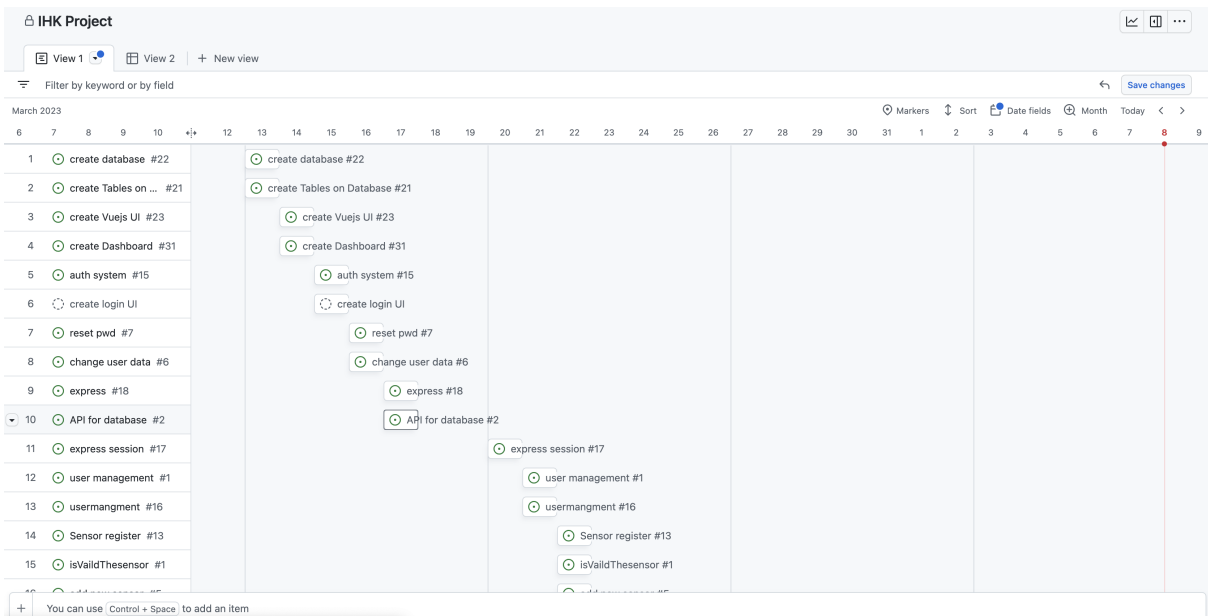 IHK Project
View 1
View 2
+ New view
Filter by keyword or by field
Save changes
March 2023
Markers Sort Date fields Month Today
6 7 8 9 10 12 13 14 15 16 17 18 19 20 21 22 23 24 25 26 27 28 29 30 31 1 2 3 4 5 6 7 8 9
1 create database #22 create database #22
2 create Tables on ... #21 create Tables on Database #21
3 create Vuejs UI #23 create Vuejs UI #23
4 create Dashboard #31 create Dashboard #31
5 auth system #15 auth system #15
6 create login UI create login UI
7 reset pwd #7 reset pwd #7
8 change user data #6 change user data #6
9 express #18 express #18
10 API for database #2 API for database #2
11 express session #17 express session #17
12 user management #1 user management #1
13 usermangment #16 usermangment #16
14 Sensor register #13 Sensor register #13
15 isVaildThesensor #1 isVaildThesensor #1
+ You can use Control + Space to add an item